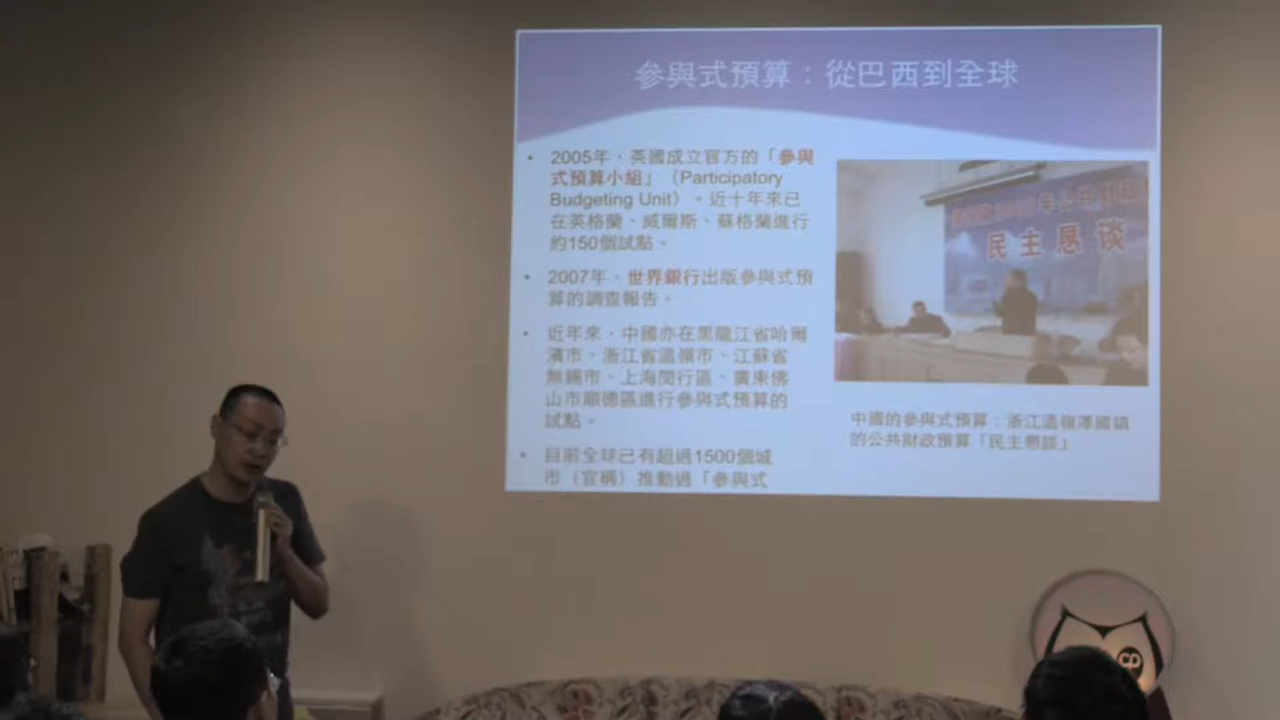 參與式預算：從巴西到全球
• 2005年，英國成立官方的「參與
式預算小組」（Participatory
Budgeting Unit）。近十年來已
在英格蘭、威爾斯、蘇格蘭進行
約150個試點。
• 2007年，世界銀行出版參與式預
算的調查報告。
• 近年來，中國亦在黑龍江省哈爾
濱市、浙江省溫嶺市、江蘇省
無錫市、上海閔行區、廣東佛
山市順德區進行參與式預算的
試點。
• 目前全球已有超過1500個城
市（宣稱）推動過「參與式
民主恳谈
中國的參與式預算：浙江溫嶺澤國鎮
的公共財政預算「民主懇談」